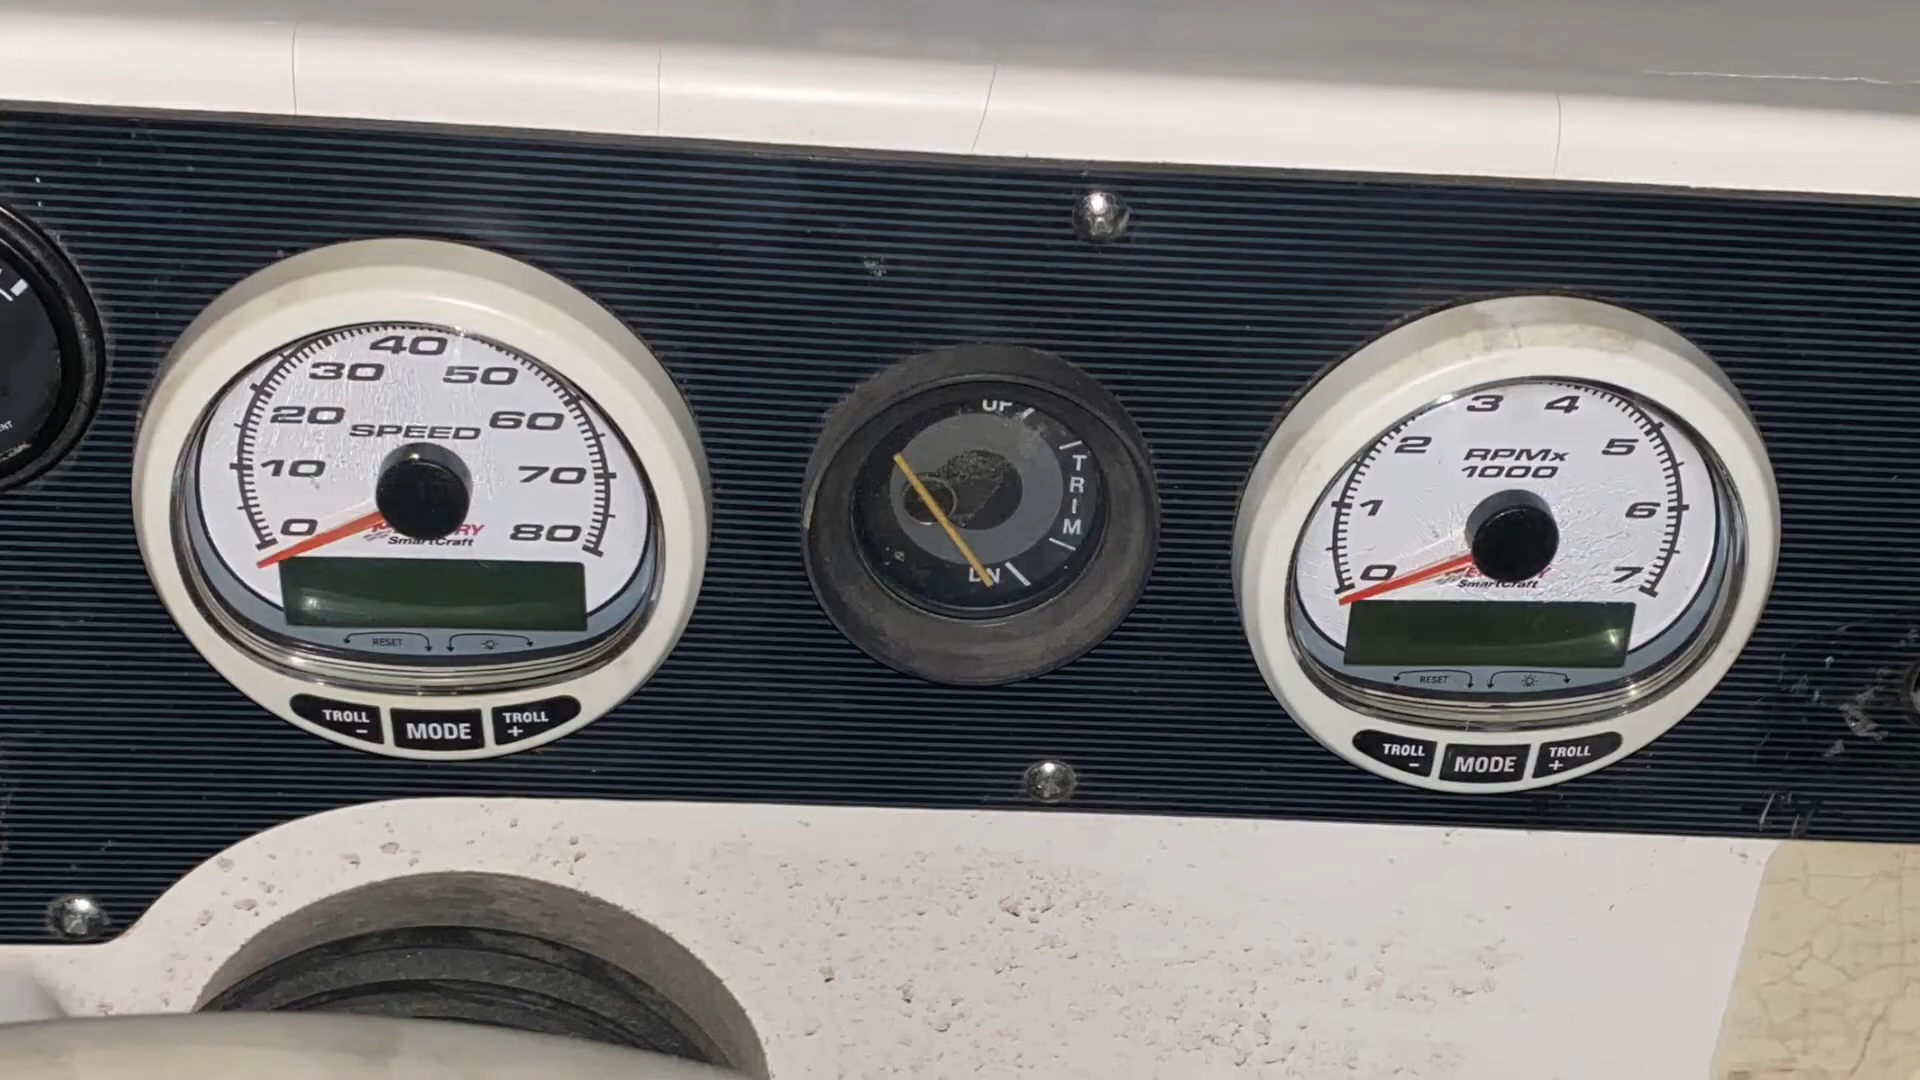 40
30
50
20
60
SPEED
10
70
0
80
SmartCraft
RESET
TROLL
-
MODE
TROLL
+
UP
TRIM
DN
3
4
2
5
RPMx
1000
1
6
0
7
SmartCraft
RESET
TROLL
-
MODE
TROLL
+